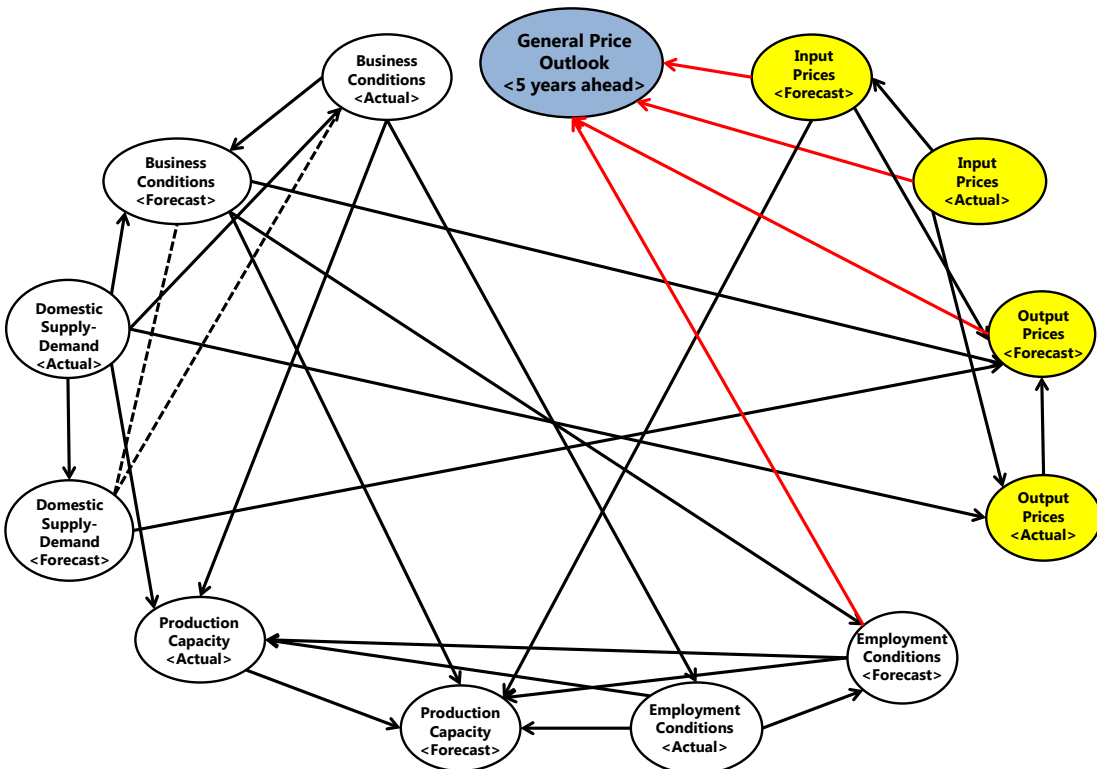 General Price
Outlook
<5 years ahead>
Business
Conditions
<Actual>
Input
Prices
<Forecast>
Business
Conditions
<Forecast>
Input
Prices
<Actual>
Domestic
Supply-
Demand
<Actual>
Output
Prices
<Forecast>
Domestic
Supply-
Demand
<Forecast>
Output
Prices
<Actual>
Production
Capacity
<Actual>
Employment
Conditions
<Forecast>
Production
Capacity
<Forecast>
Employment
Conditions
<Actual>